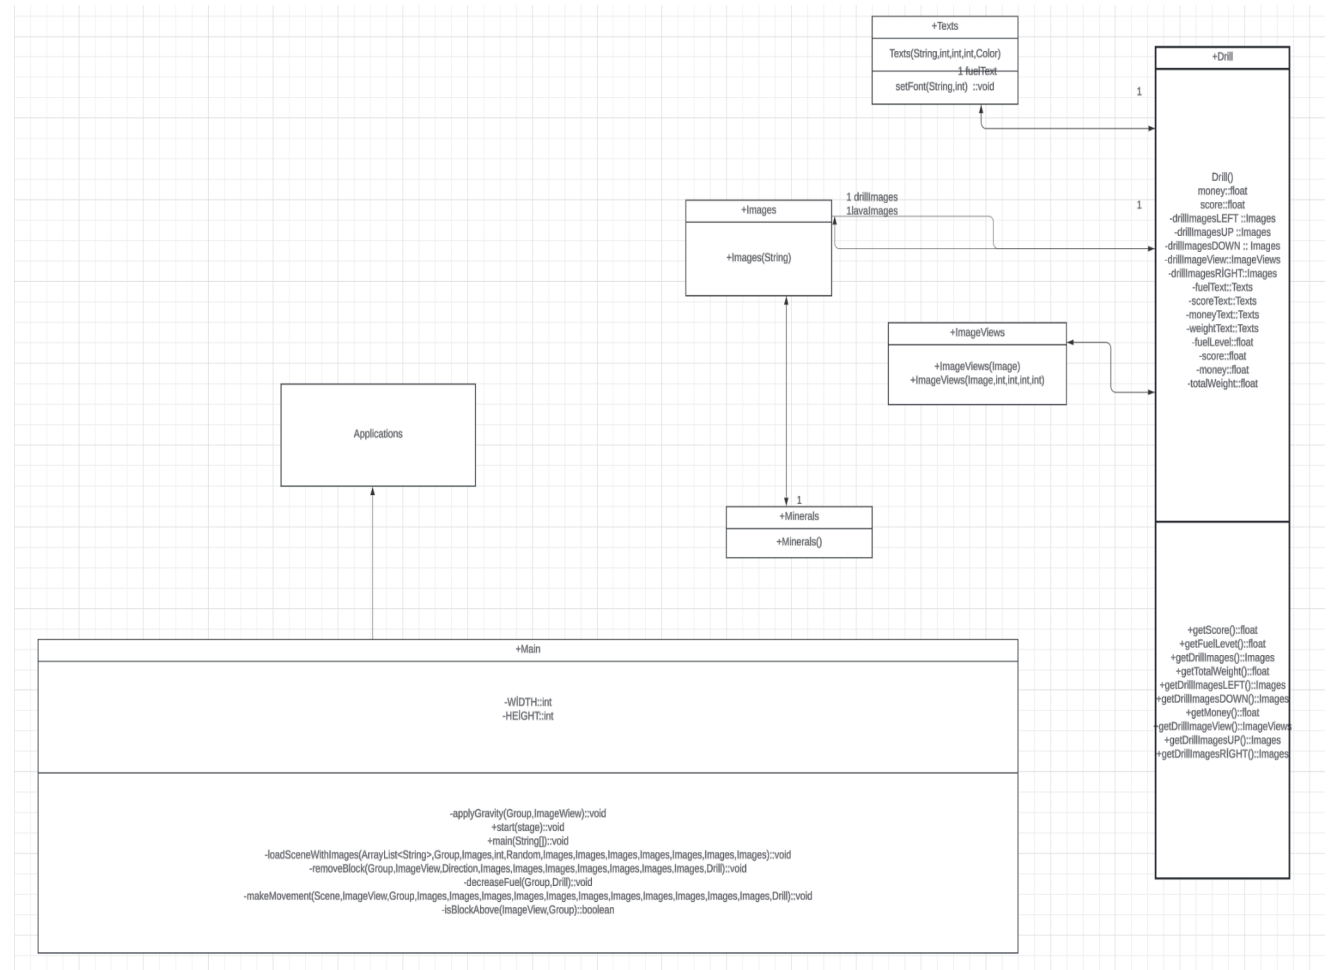 +Texts
Texts(String,int,int,int,Color)
1 fuelText
setFont(String,int) ::void
+Drill
1
1
Drill()
money::float
score::float
-drillImagesLEFT ::Images
-drillImagesUP ::Images
-drillImagesDOWN :: Images
-drillImageView::ImageViews
-drillImagesRİGHT::Images
-fuelText::Texts
-scoreText::Texts
-moneyText::Texts
-weightText::Texts
-fuelLevel::float
-score::float
-money::float
-totalWeight::float
+getScore()::float
+getFuelLevet()::float
+getDrillImages()::Images
+getTotalWeight()::float
+getDrillImagesLEFT()::Images
+getDrillImagesDOWN()::Images
+getMoney()::float
+getDrillImageView()::ImageViews
+getDrillImagesUP()::Images
+getDrillImagesRİGHT()::Images
1 drillImages
1lavaImages
+Images
+Images(String)
+ImageViews
+ImageViews(Image)
+ImageViews(Image,int,int,int,int)
Applications
1
+Minerals
+Minerals()
+Main
-WİDTH::int
-HEİGHT::int
-applyGravity(Group,ImageWiew)::void
+start(stage)::void
+main(String[])::void
-loadSceneWithImages(ArrayList<String>,Group,Images,int,Random,Images,Images,Images,Images,Images,Images,Images)::void
-removeBlock(Group,ImageView,Direction,Images,Images,Images,Images,Images,Images,Images,Drill)::void
-decreaseFuel(Group,Drill)::void
-makeMovement(Scene,ImageView,Group,Images,Images,Images,Images,Images,Images,Images,Images,Images,Images,Images,Drill)::void
-isBlockAbove(ImageView,Group)::boolean